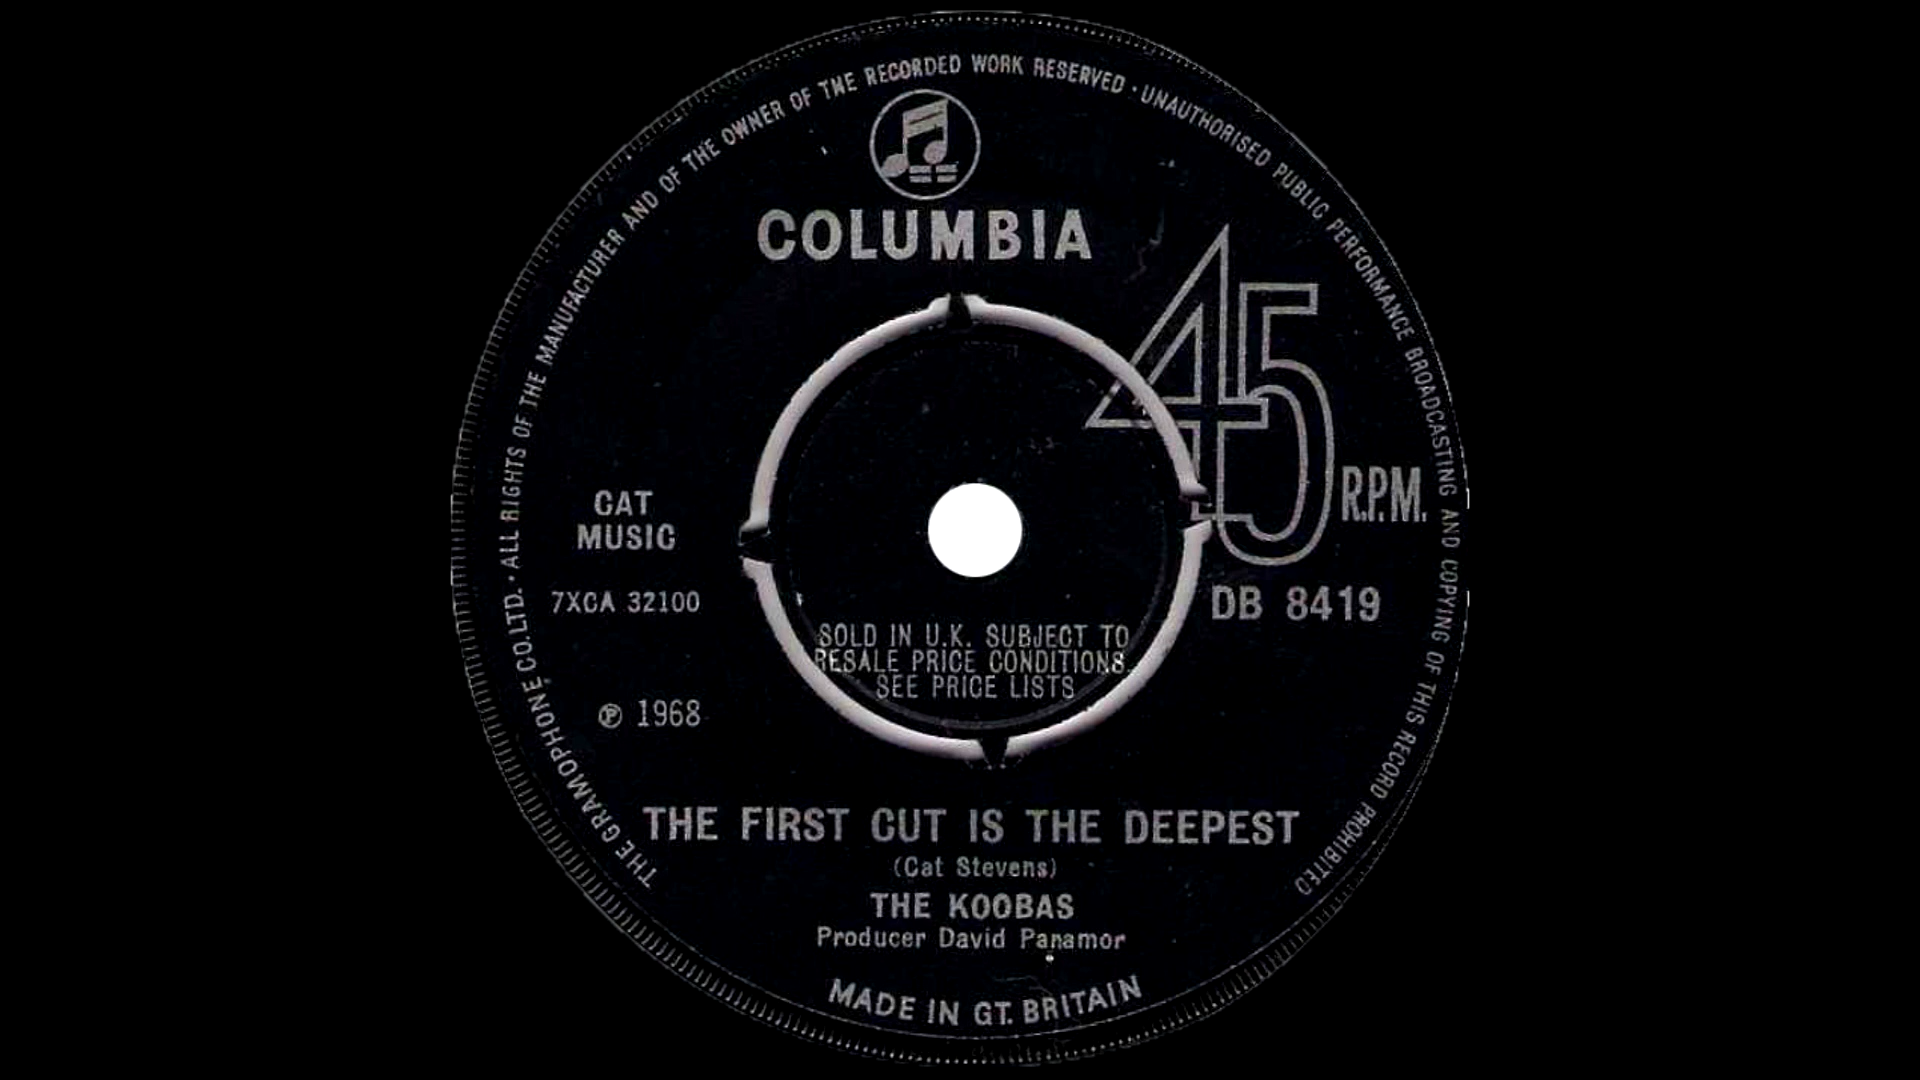 THE GRAMOPHONE CO. LTD. · ALL RIGHTS OF THE MANUFACTURER AND OF THE OWNER OF THE RECORDED WORK RESERVED · UNAUTHORISED PUBLIC PERFORMANCE BROADCASTING AND COPYING OF THIS RECORD PROHIBITED
COLUMBIA
45 R.P.M.
CAT
MUSIC
7XCA 32100
DB 8419
SOLD IN U.K. SUBJECT TO
RESALE PRICE CONDITIONS.
SEE PRICE LISTS
℗ 1968
THE FIRST CUT IS THE DEEPEST
(Cat Stevens)
THE KOOBAS
Producer David Panamor
MADE IN GT. BRITAIN